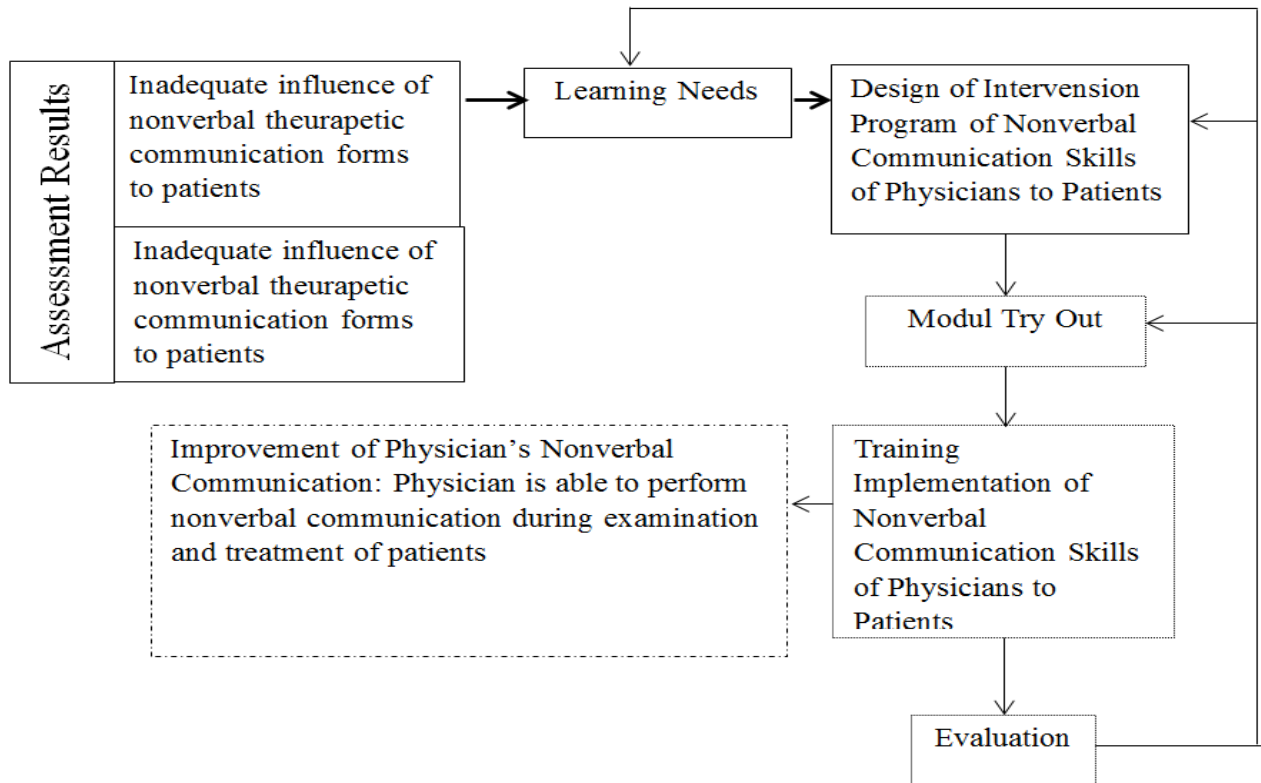 Assessment Results
Inadequate influence of
nonverbal theurapetic
communication forms
to patients
Inadequate influence of
nonverbal theurapetic
communication forms
to patients
Learning Needs
Design of Intervension
Program of Nonverbal
Communication Skills
of Physicians to Patients
Modul Try Out
Training
Implementation of
Nonverbal
Communication Skills
of Physicians to
Patients
Improvement of Physician’s Nonverbal
Communication: Physician is able to perform
nonverbal communication during examination
and treatment of patients
Evaluation